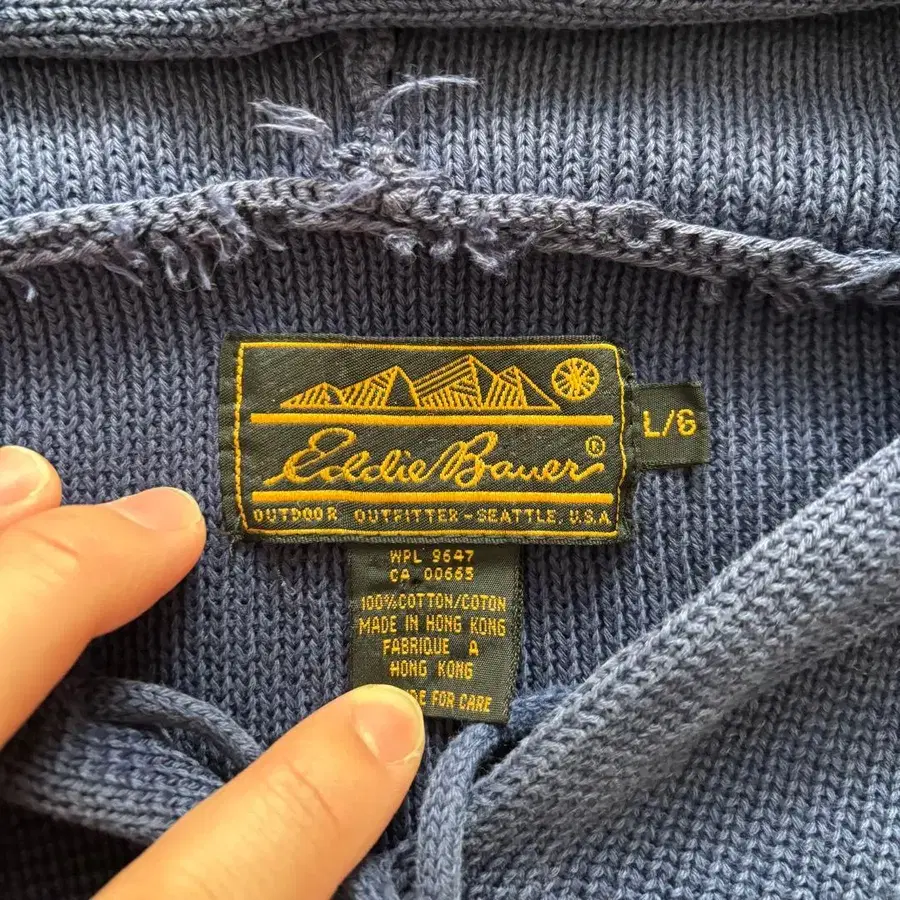 Eddie Bauer®
L/G
OUTDOOR OUTFITTER-SEATTLE, U.S.A
WPL 9647
CA 00665
100%COTTON/COTON
MADE IN HONG KONG
FABRIQUE A
HONG KONG
FOR CARE